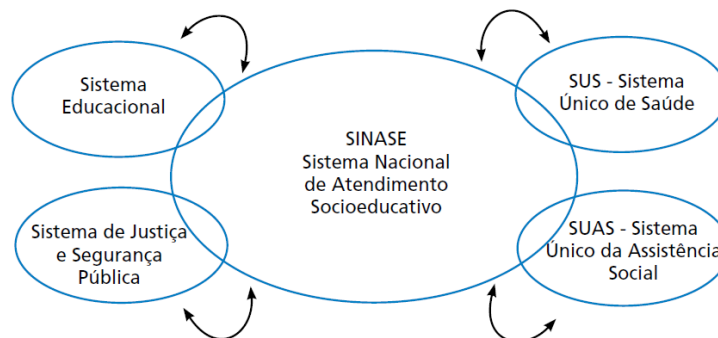 Sistema
Educacional
SUS - Sistema
Único de Saúde
SINASE
Sistema Nacional
de Atendimento
Socioeducativo
Sistema de Justiça
e Segurança
Pública
SUAS - Sistema
Único da Assistência
Social